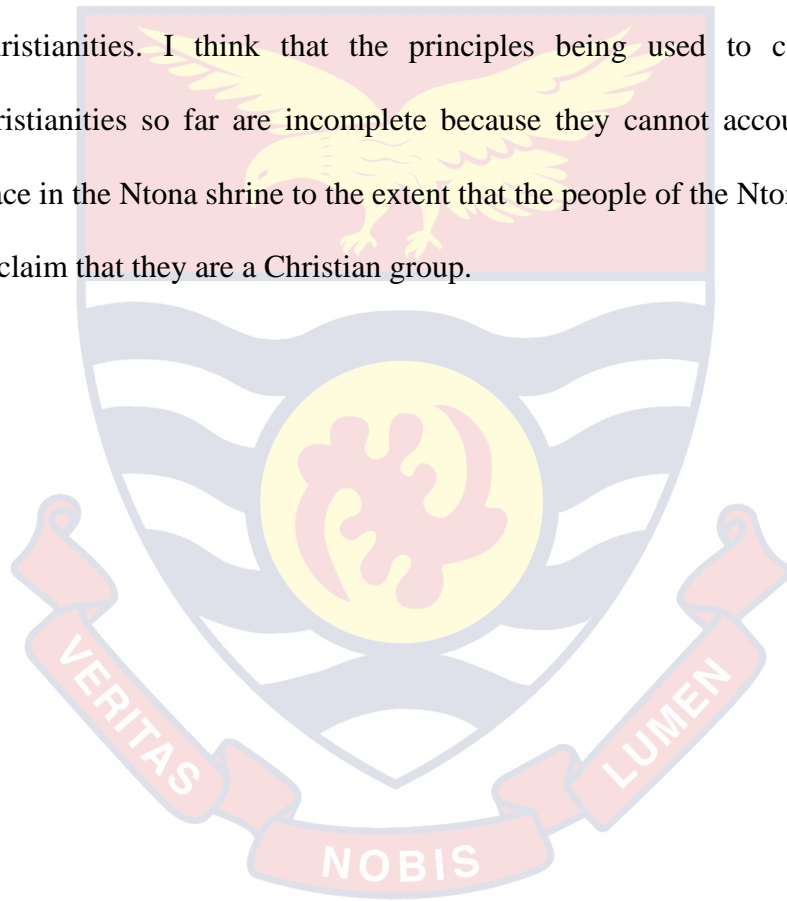 ristianities. I think that the principles being used to c
ristianities so far are incomplete because they cannot accou
ace in the Ntona shrine to the extent that the people of the Nton
claim that they are a Christian group.
VERITAS
NOBIS
LUMEN